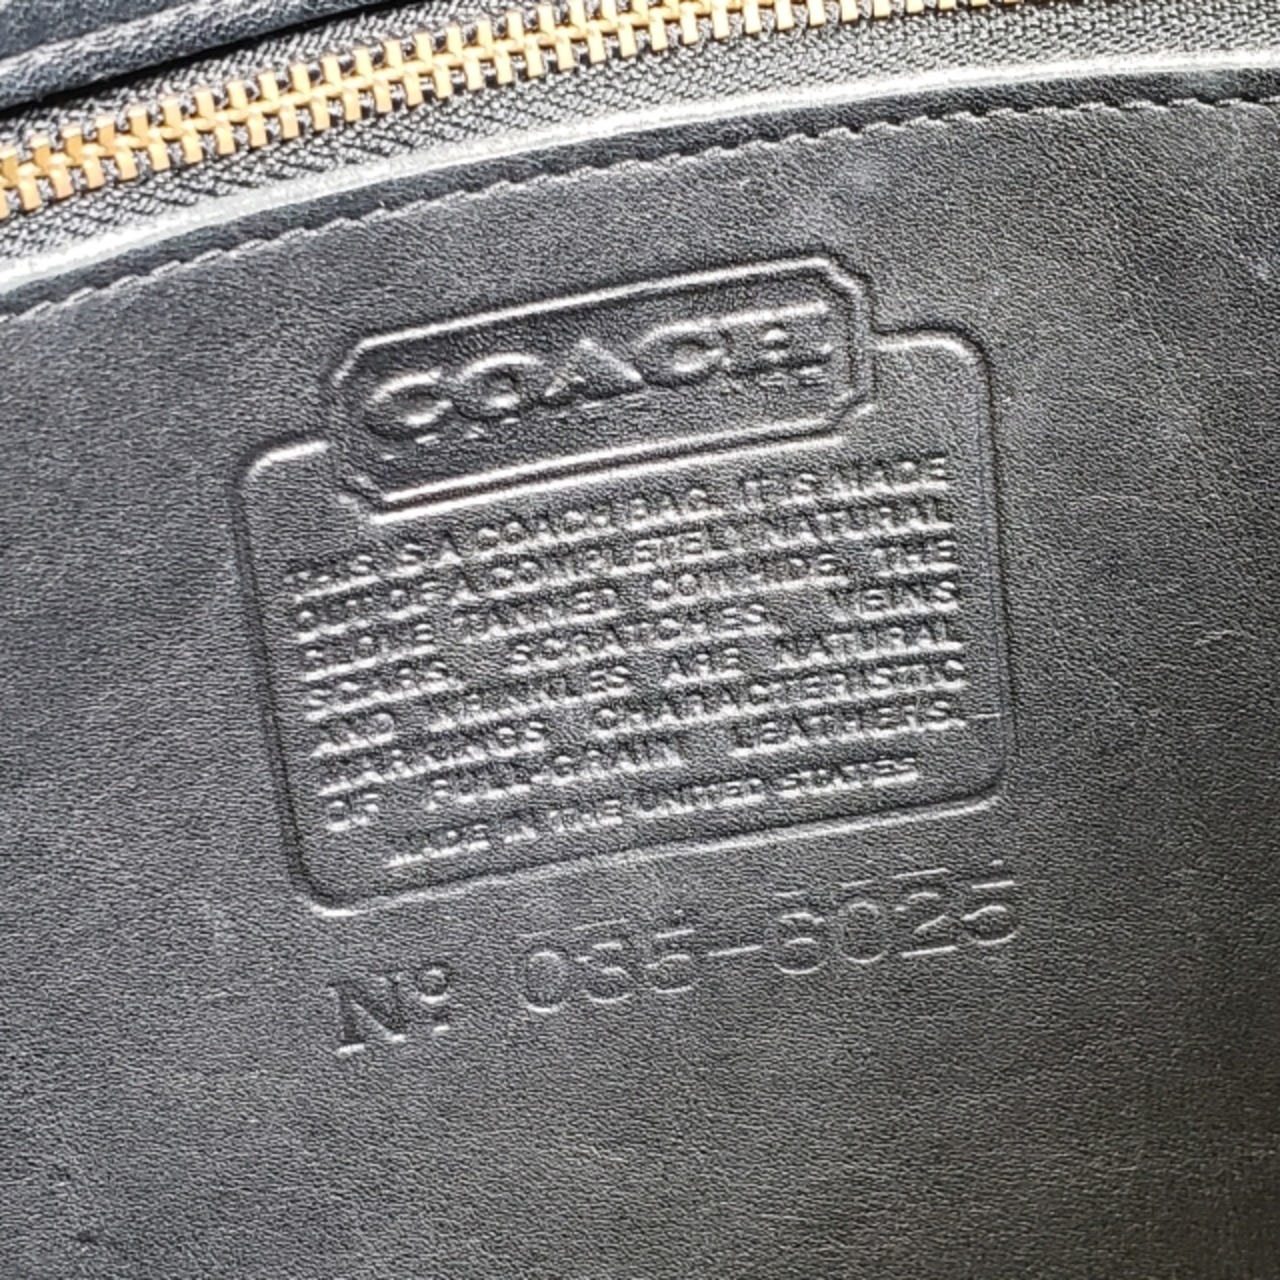 COACH
THIS IS A COACH BAG. IT IS MADE
OUT OF A COMPLETELY NATURAL
GLOVE TANNED COWHIDE. THE
SCARS, SCRATCHES, VEINS
AND WRINKLES ARE NATURAL
MARKINGS CHARACTERISTIC
OF FULL-GRAIN LEATHERS.
MADE IN THE UNITED STATES
Nº 035-8025